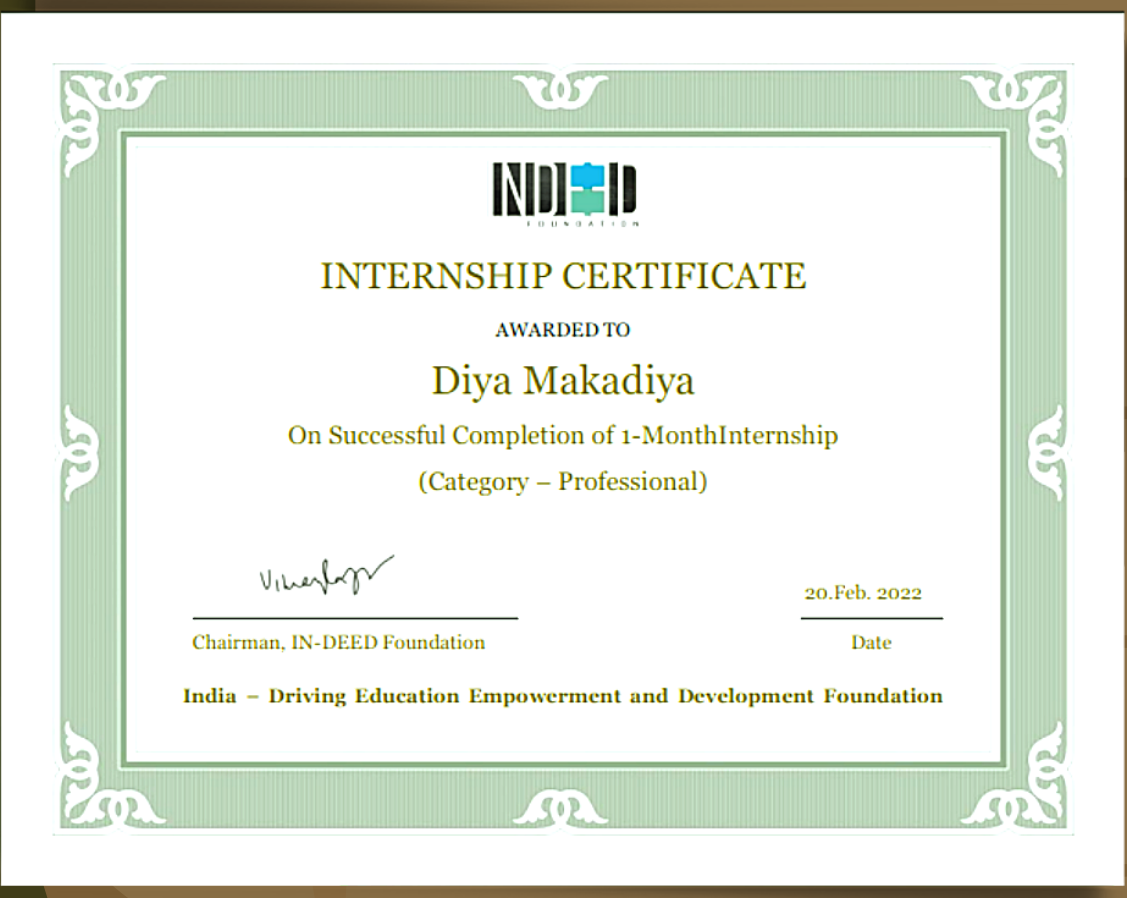 INDEED
FOUNDATION
INTERNSHIP CERTIFICATE
AWARDED TO
Diya Makadiya
On Successful Completion of 1-MonthInternship
(Category – Professional)
20.Feb. 2022
Chairman, IN-DEED Foundation
Date
India – Driving Education Empowerment and Development Foundation